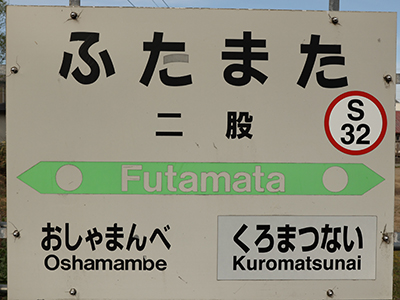 ふたまた
二股
S
32
Futamata
おしゃまんべ
Oshamambe
くろまつない
Kuromatsunai